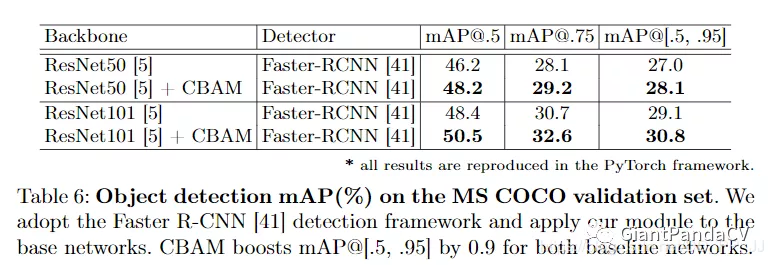 Backbone Detector mAP@.5 mAP@.75 mAP@[.5, .95]
ResNet50 [5] Faster-RCNN [41] 46.2 28.1 27.0
ResNet50 [5] + CBAM Faster-RCNN [41] 48.2 29.2 28.1
ResNet101 [5] Faster-RCNN [41] 48.4 30.7 29.1
ResNet101 [5] + CBAM Faster-RCNN [41] 50.5 32.6 30.8
* all results are reproduced in the PyTorch framework.
Table 6: Object detection mAP(%) on the MS COCO validation set. We
adopt the Faster R-CNN [41] detection framework and apply our module to the
base networks. CBAM boosts mAP@[.5, .95] by 0.9 for both baseline networks.
GiantPandaCV